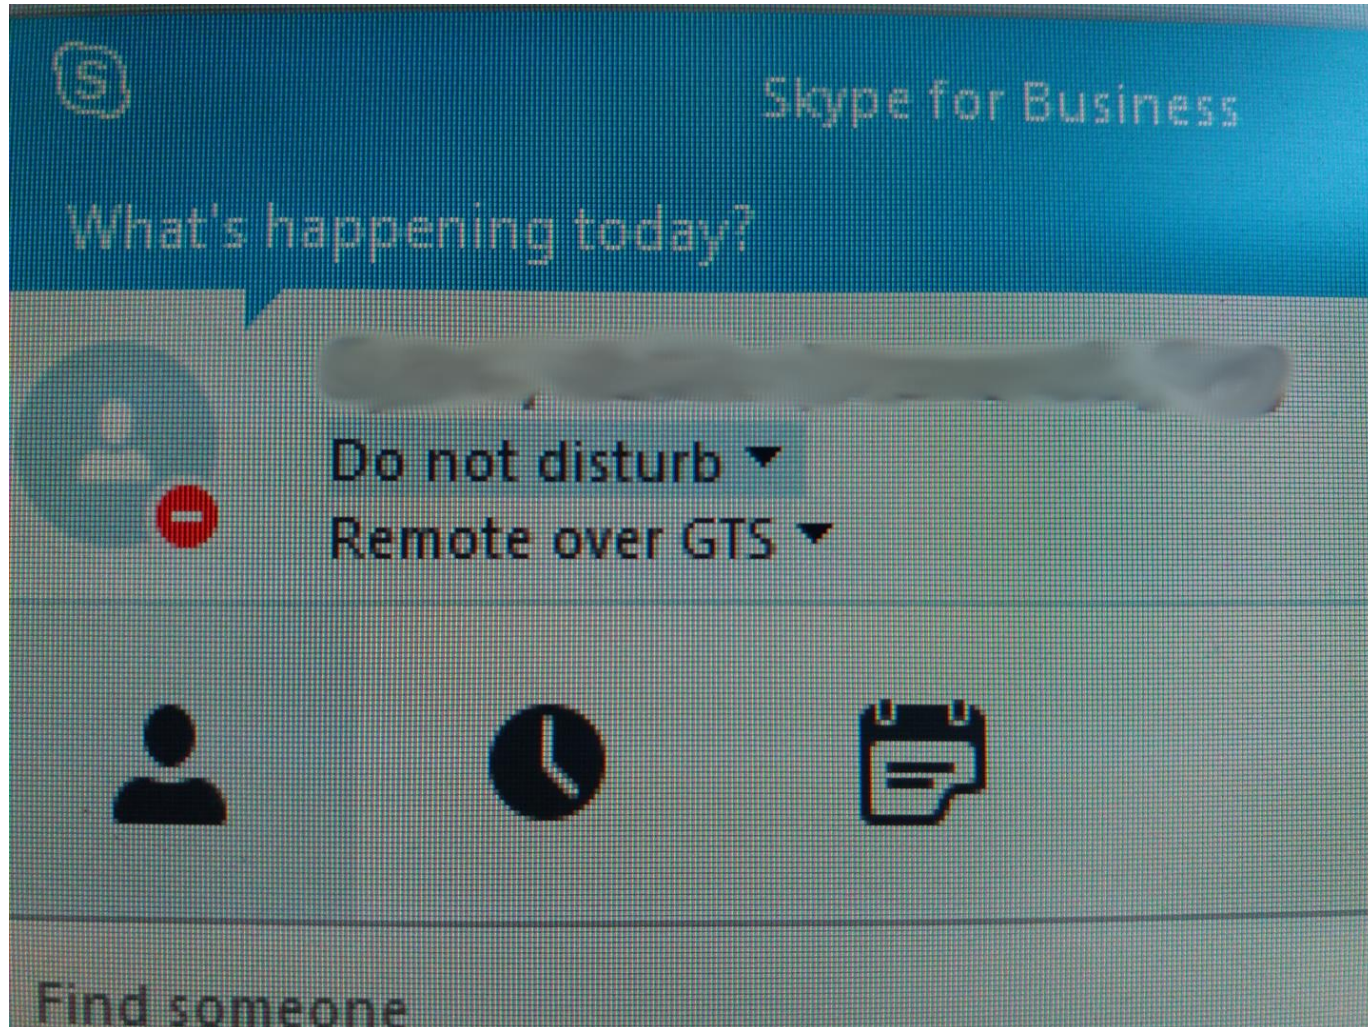 S
Skype for Business
What's happening today?
Do not disturb
Remote over GTS
Find someone